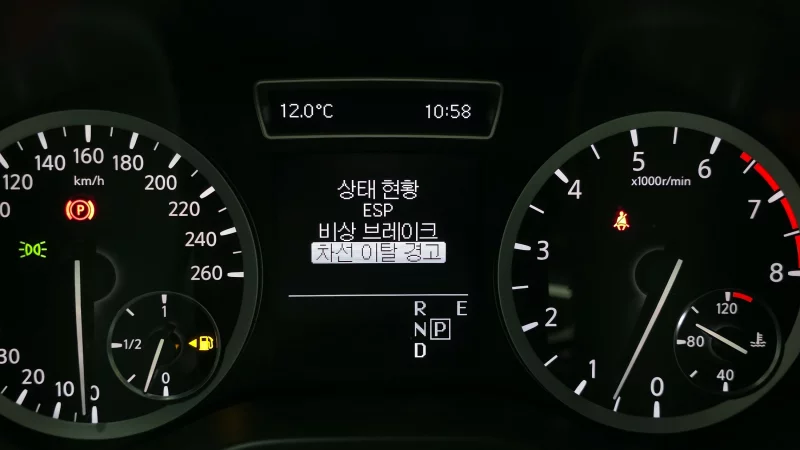 12.0°C 10:58
상태 현황
ESP
비상 브레이크
차선 이탈 경고
R E
N P
D
0 10 20 30
120 140 160 180 200 220 240 260
km/h
P
1
1/2
0
0 1 2 3 4 5 6 7 8
x1000r/min
120
80
40